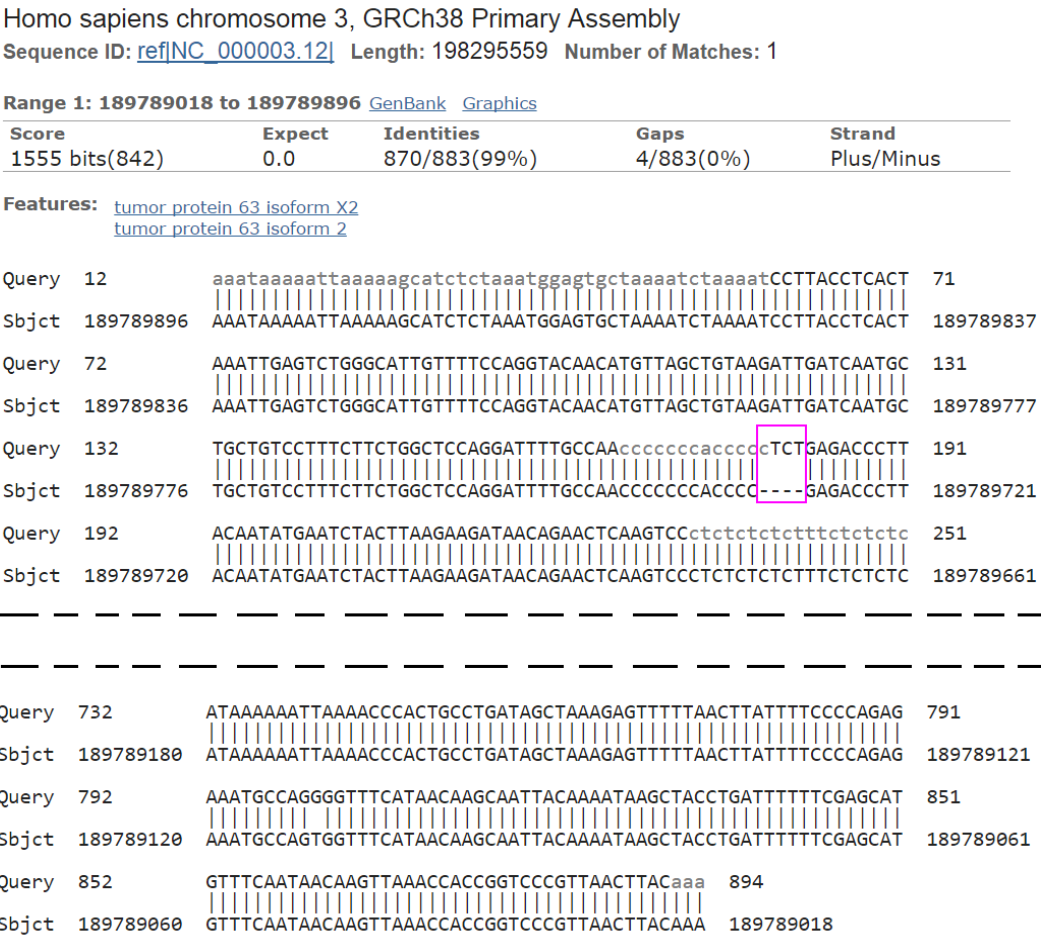 Homo sapiens chromosome 3, GRCh38 Primary Assembly
Sequence ID: ref|NC_000003.12| Length: 198295559 Number of Matches: 1
Range 1: 189789018 to 189789896 GenBank Graphics
Score Expect Identities Gaps Strand
1555 bits(842) 0.0 870/883(99%) 4/883(0%) Plus/Minus
Features: tumor protein 63 isoform X2
tumor protein 63 isoform 2
Query 12 aaataaaaattaaaaagcatctctaaatggagtgctaaaatctaaaatCCTTACCTCACT 71
Sbjct 189789896 AAATAAAAATTAAAAAGCATCTCTAAATGGAGTGCTAAAATCTAAAATCCTTACCTCACT 189789837
Query 72 AAATTGAGTCTGGGCATTGTTTTCCAGGTACAACATGTTAGCTGTAAGATTGATCAATGC 131
Sbjct 189789836 AAATTGAGTCTGGGCATTGTTTTCCAGGTACAACATGTTAGCTGTAAGATTGATCAATGC 189789777
Query 132 TGCTGTCCTTTCTTCTGGCTCCAGGATTTTGCCAAcccccccacccccTCTGAGACCCTT 191
Sbjct 189789776 TGCTGTCCTTTCTTCTGGCTCCAGGATTTTGCCAACCCCCCCACCCC----GAGACCCTT 189789721
Query 192 ACAATATGAATCTACTTAAGAAGATAACAGAACTCAAGTCCctctctctctttctctctc 251
Sbjct 189789720 ACAATATGAATCTACTTAAGAAGATAACAGAACTCAAGTCCCTCTCTCTCTTTCTCTCTC 189789661
Query 732 ATAAAAAATTAAAACCCACTGCCTGATAGCTAAAGAGTTTTTAACTTATTTTCCCCAGAG 791
Sbjct 189789180 ATAAAAAATTAAAACCCACTGCCTGATAGCTAAAGAGTTTTTAACTTATTTTCCCCAGAG 189789121
Query 792 AAATGCCAGGGGTTTCATAACAAGCAATTACAAAATAAGCTACCTGATTTTTTCGAGCAT 851
Sbjct 189789120 AAATGCCAGTGGTTTCATAACAAGCAATTACAAAATAAGCTACCTGATTTTTTCGAGCAT 189789061
Query 852 GTTTCAATAACAAGTTAAACCACCGGTCCCGTTAACTTACaaa 894
Sbjct 189789060 GTTTCAATAACAAGTTAAACCACCGGTCCCGTTAACTTACAAA 189789018